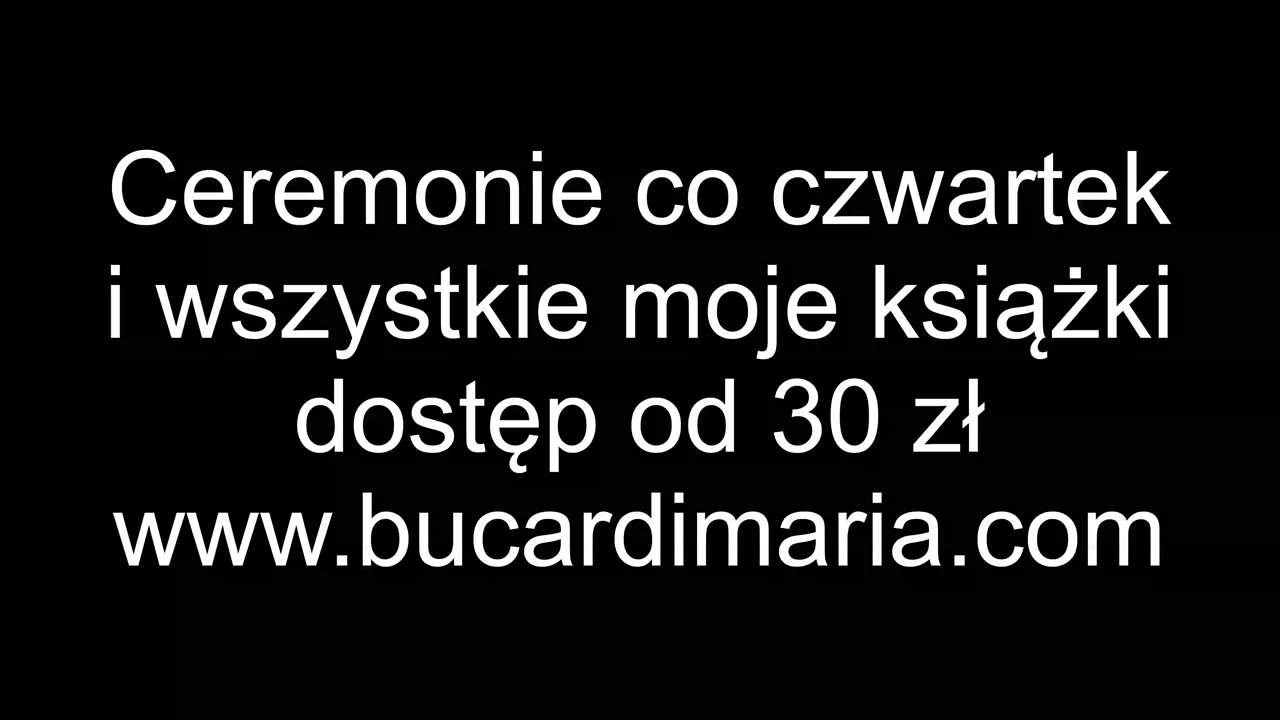 Ceremonie co czwartek
i wszystkie moje książki
dostęp od 30 zł
www.bucardimaria.com